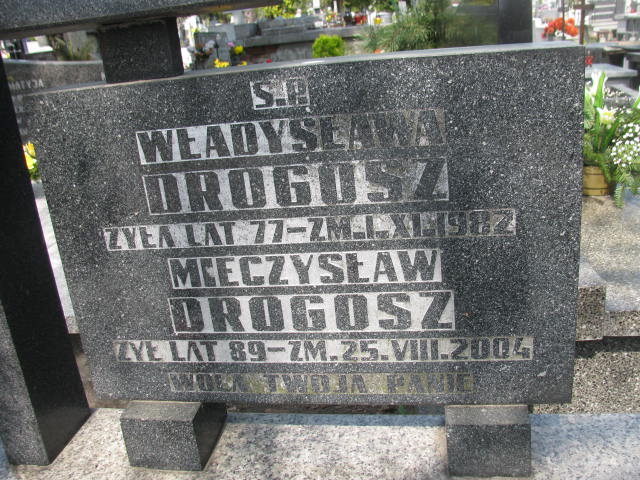 Ś.P.
WŁADYSŁAWA
DROGOSZ
ŻYŁA LAT 77-ZM.1.XI.1982
MIECZYSŁAW
DROGOSZ
ŻYŁ LAT 89-ZM.25.VIII.2004
WOLA TWOJA PANIE